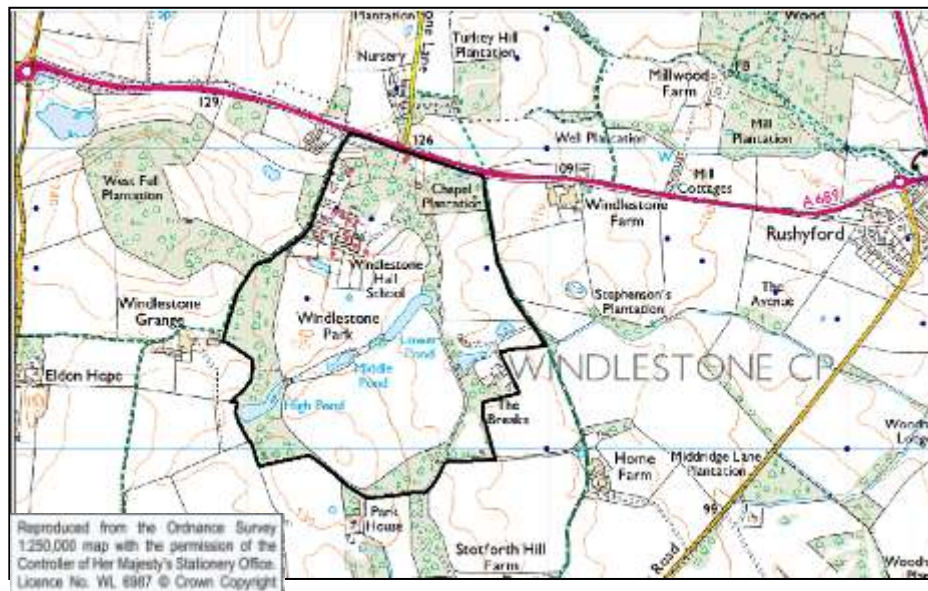 Plantation
Nursery
Turkey Hill
Plantation
Wood
Millwood
Farm
FB
129
126
Well Plantation
W
Mill
Plantation
West Fell
Plantation
Chapel
Plantation
109
Windlestone
Farm
Mill
Cottages
A 689
Rushyford
Windlestone
Hall
School
Windlestone
Grange
Windlestone
Park
Stephenson's
Plantation
The
Avenue
Lower
Pond
Middle
Pond
High Pond
Eldon Hope
WINDLESTONE CP
The
Breaks
Home
Farm
Middridge Lane
Plantation
Park
House
99
Stotforth Hill
Farm
Road
Reproduced from the Ordnance Survey
1:250,000 map with the permission of the
Controller of Her Majesty's Stationery Office.
Licence No. WL 6987 © Crown Copyright